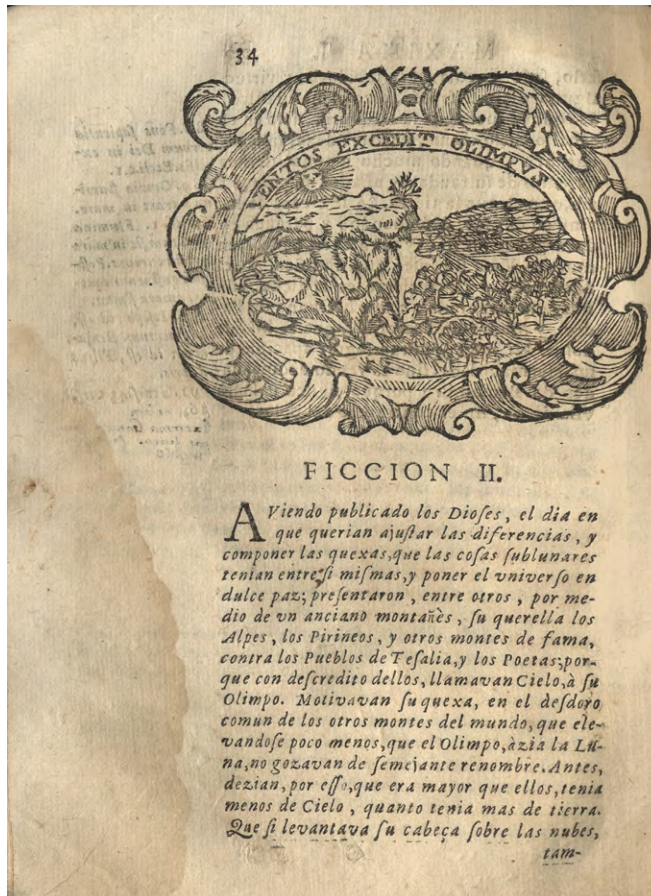 34
ENTOS EXCEDIT OLIMPVS
FICCION II.
AViendo publicado los Dioſes, el dia en
que querian ajuſtar las diferencias, y
componer las quexas, que las coſas ſublunares
tenian entre ſi miſmas, y poner el vniverſo en
dulce paz; preſentaron, entre otros, por me-
dio de vn anciano montañès, ſu querella los
Alpes, los Pirineos, y otros montes de fama,
contra los Pueblos de Teſalia, y los Poetas; por-
que con deſcredito dellos, llamavan Cielo, à ſu
Olimpo. Motivavan ſu quexa, en el deſdoro
comun de los otros montes del mundo, que ele-
vandoſe poco menos, que el Olimpo, àzia la Lu-
na, no gozavan de ſemejante renombre. Antes,
dezian, por eſſo, que era mayor que ellos, tenia
menos de Cielo, quanto tenia mas de tierra.
Que ſi levantava ſu cabeça ſobre las nubes,
tam-